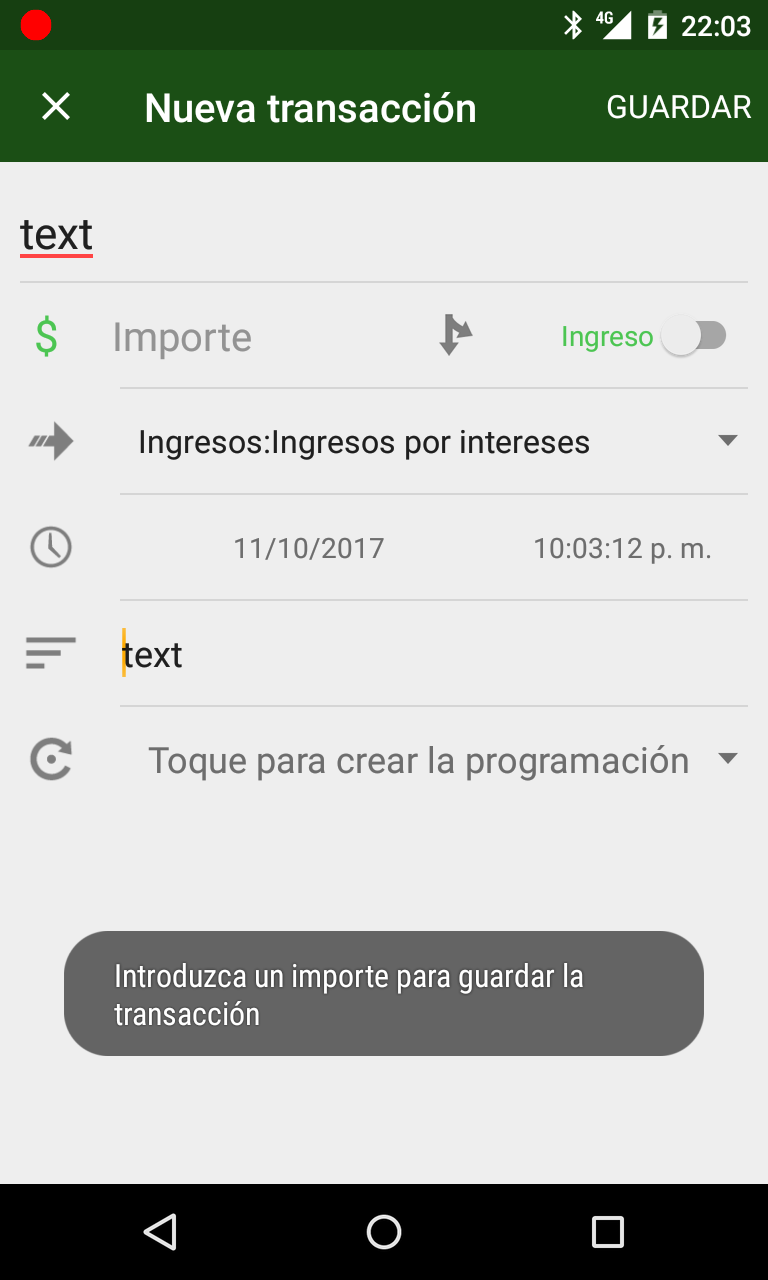 4G 22:03
Nueva transacción GUARDAR
text
$ Importe Ingreso
Ingresos:Ingresos por intereses
11/10/2017 10:03:12 p. m.
text
Toque para crear la programación
Introduzca un importe para guardar la
transacción